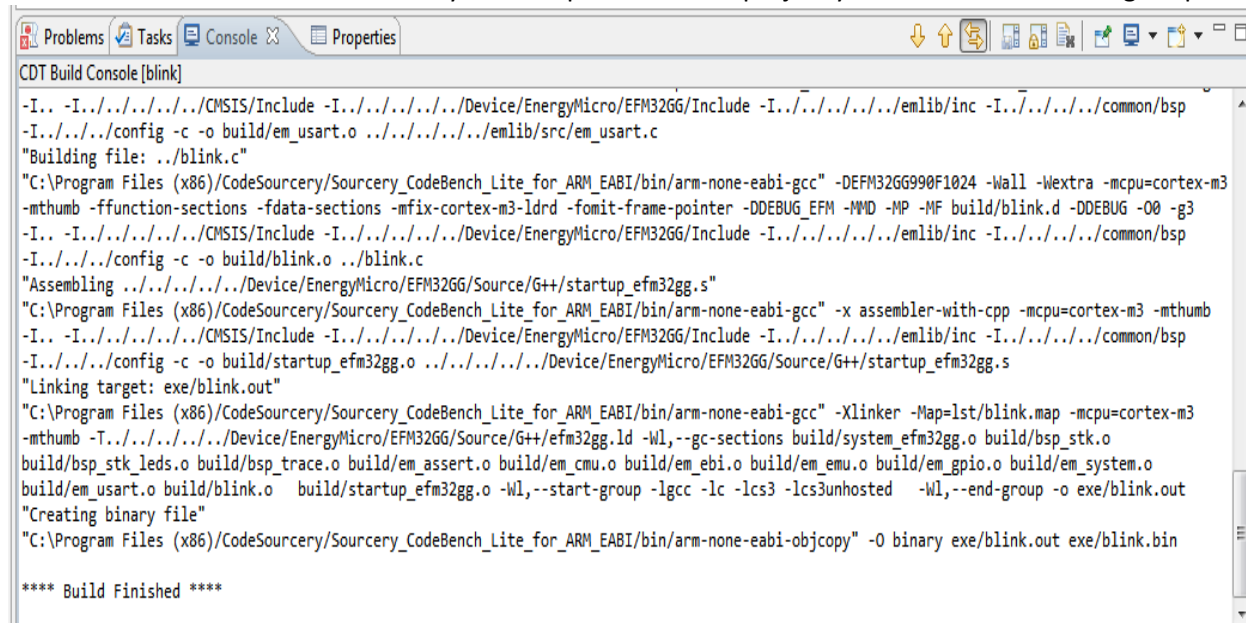 Problems Tasks Console Properties
CDT Build Console [blink]
-I.. -I../../../../../CMSIS/Include -I../../../../../Device/EnergyMicro/EFM32GG/Include -I../../../../../emlib/inc -I../../../../common/bsp
-I../../../config -c -o build/em_usart.o ../../../../../emlib/src/em_usart.c
"Building file: ../blink.c"
"C:\Program Files (x86)/CodeSourcery/Sourcery_CodeBench_Lite_for_ARM_EABI/bin/arm-none-eabi-gcc" -DEFM32GG990F1024 -Wall -Wextra -mcpu=cortex-m3
-mthumb -ffunction-sections -fdata-sections -mfix-cortex-m3-ldrd -fomit-frame-pointer -DDEBUG_EFM -MMD -MP -MF build/blink.d -DDEBUG -O0 -g3
-I.. -I../../../../../CMSIS/Include -I../../../../../Device/EnergyMicro/EFM32GG/Include -I../../../../../emlib/inc -I../../../../common/bsp
-I../../../config -c -o build/blink.o ../blink.c
"Assembling ../../../../../Device/EnergyMicro/EFM32GG/Source/G++/startup_efm32gg.s"
"C:\Program Files (x86)/CodeSourcery/Sourcery_CodeBench_Lite_for_ARM_EABI/bin/arm-none-eabi-gcc" -x assembler-with-cpp -mcpu=cortex-m3 -mthumb
-I.. -I../../../../../CMSIS/Include -I../../../../../Device/EnergyMicro/EFM32GG/Include -I../../../../../emlib/inc -I../../../../common/bsp
-I../../../config -c -o build/startup_efm32gg.o ../../../../../Device/EnergyMicro/EFM32GG/Source/G++/startup_efm32gg.s
"Linking target: exe/blink.out"
"C:\Program Files (x86)/CodeSourcery/Sourcery_CodeBench_Lite_for_ARM_EABI/bin/arm-none-eabi-gcc" -Xlinker -Map=lst/blink.map -mcpu=cortex-m3
-mthumb -T../../../../../Device/EnergyMicro/EFM32GG/Source/G++/efm32gg.ld -Wl,--gc-sections build/system_efm32gg.o build/bsp_stk.o
build/bsp_stk_leds.o build/bsp_trace.o build/em_assert.o build/em_cmu.o build/em_ebi.o build/em_emu.o build/em_gpio.o build/em_system.o
build/em_usart.o build/blink.o   build/startup_efm32gg.o -Wl,--start-group -lgcc -lc -lcs3 -lcs3unhosted   -Wl,--end-group -o exe/blink.out
"Creating binary file"
"C:\Program Files (x86)/CodeSourcery/Sourcery_CodeBench_Lite_for_ARM_EABI/bin/arm-none-eabi-objcopy" -O binary exe/blink.out exe/blink.bin
**** Build Finished ****